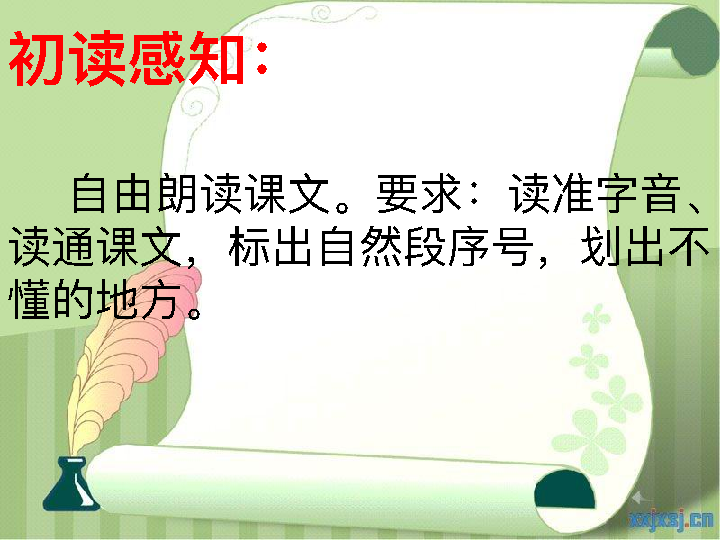 初读感知：
自由朗读课文。要求：读准字音、
读通课文，标出自然段序号，划出不
懂的地方。
xxjxsj.cn